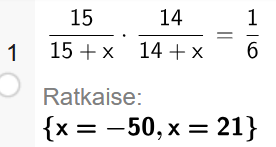 1
15/(15 + x) · 14/(14 + x) = 1/6
Ratkaise:
{x = −50, x = 21}